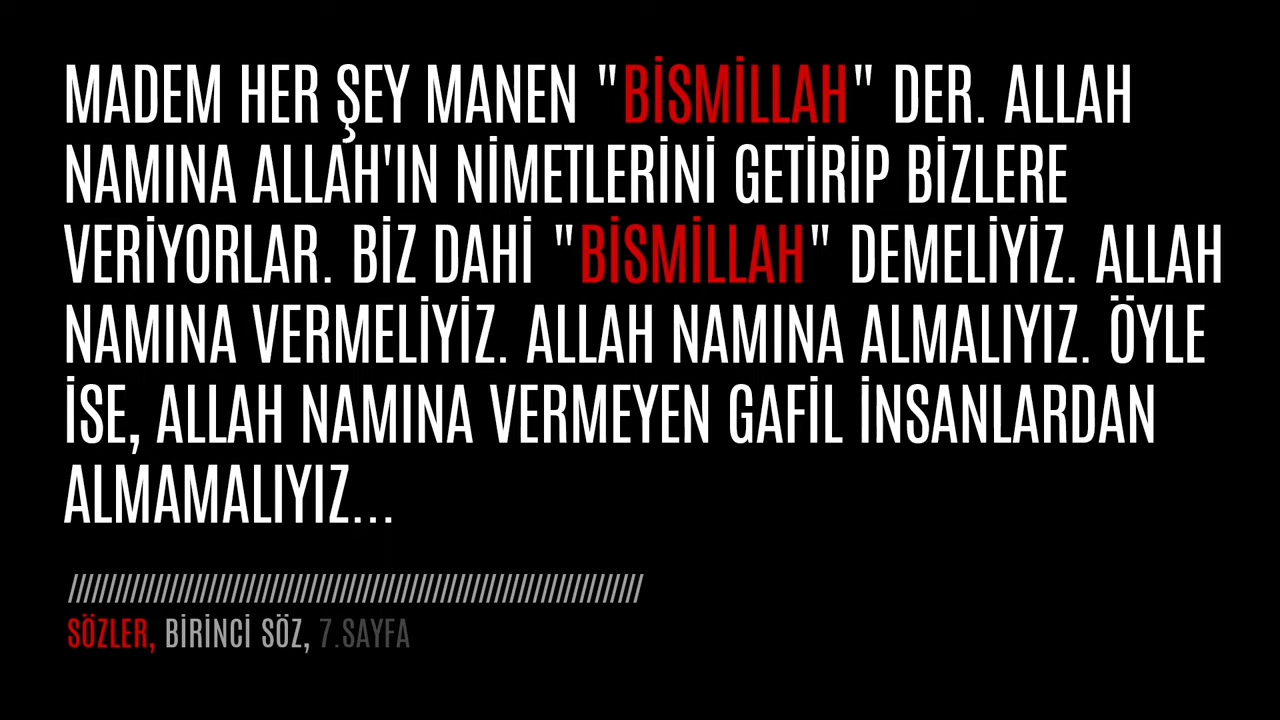 MADEM HER ŞEY MANEN "BİSMİLLAH" DER. ALLAH
NAMINA ALLAH'IN NİMETLERİNİ GETİRİP BİZLERE
VERİYORLAR. BİZ DAHİ "BİSMİLLAH" DEMELİYİZ. ALLAH
NAMINA VERMELİYİZ. ALLAH NAMINA ALMALIYIZ. ÖYLE
İSE, ALLAH NAMINA VERMEYEN GAFİL İNSANLARDAN
ALMAMALIYIZ...
SÖZLER, BİRİNCİ SÖZ, 7.SAYFA